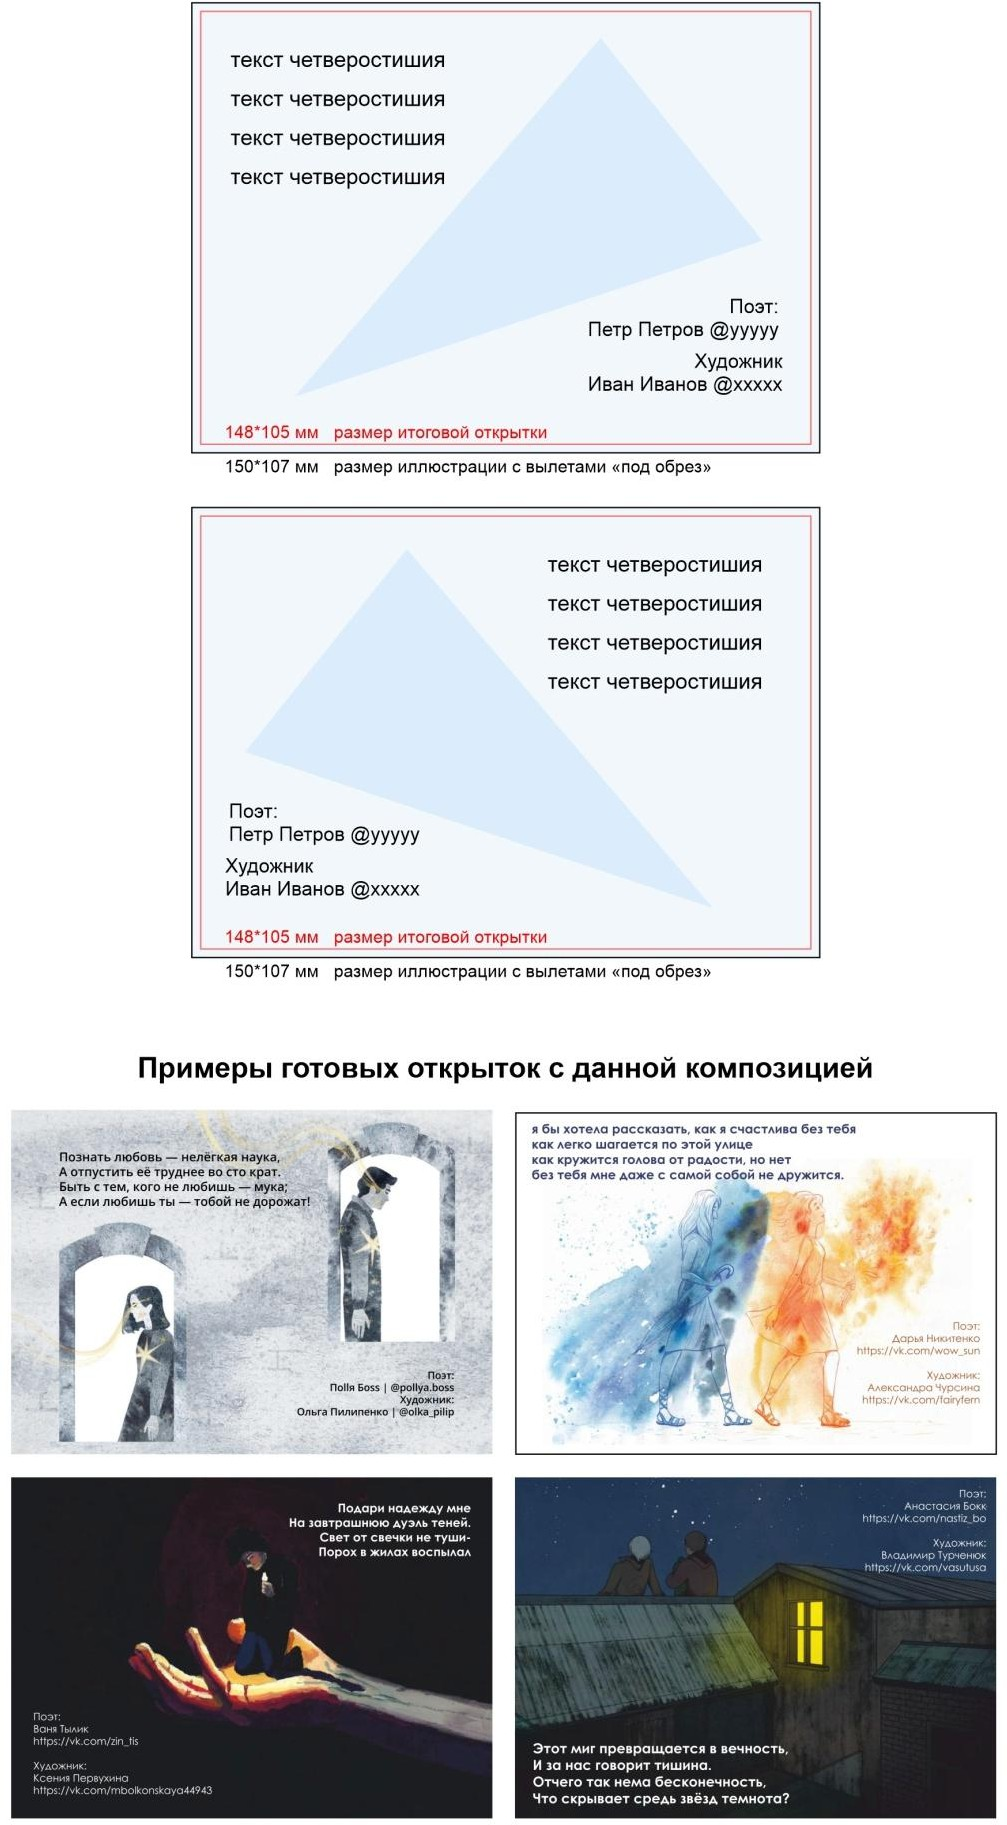 текст четверостишия
текст четверостишия
текст четверостишия
текст четверостишия
Поэт:
Петр Петров @yyyyy
Художник
Иван Иванов @xxxxx
148*105 мм размер итоговой открытки
150*107 мм размер иллюстрации с вылетами «под обрез»
текст четверостишия
текст четверостишия
текст четверостишия
текст четверостишия
Поэт:
Петр Петров @yyyyy
Художник
Иван Иванов @xxxxx
148*105 мм размер итоговой открытки
150*107 мм размер иллюстрации с вылетами «под обрез»
Примеры готовых открыток с данной композицией
Познать любовь — нелёгкая наука,
А отпустить её труднее во сто крат.
Быть с тем, кого не любишь — мука;
А если любишь ты — тобой не дорожат!
Поэт:
Полlя Боss | @pollya.boss
Художник:
Ольга Пилипенко | @olka_pilip
я бы хотела рассказать, как я счастлива без тебя
как легко шагается по этой улице
как кружится голова от радости, но нет
без тебя мне даже с самой собой не дружится.
Поэт:
Дарья Никитенко
https://vk.com/wow_sun
Художник:
Александра Чурсина
https://vk.com/fairyfern
Подари надежду мне
На завтрашнюю дуэль теней.
Свет от свечки не туши-
Порох в жилах воспылал
Поэт:
Ваня Тылик
https://vk.com/zin_tis
Художник:
Ксения Первухина
https://vk.com/mbolkonskaya44943
Поэт:
Анастасия Бокк
https://vk.com/nastiz_bo
Художник:
Владимир Турченюк
https://vk.com/vasutusa
Этот миг превращается в вечность,
И за нас говорит тишина.
Отчего так нема бесконечность,
Что скрывает средь звёзд темнота?